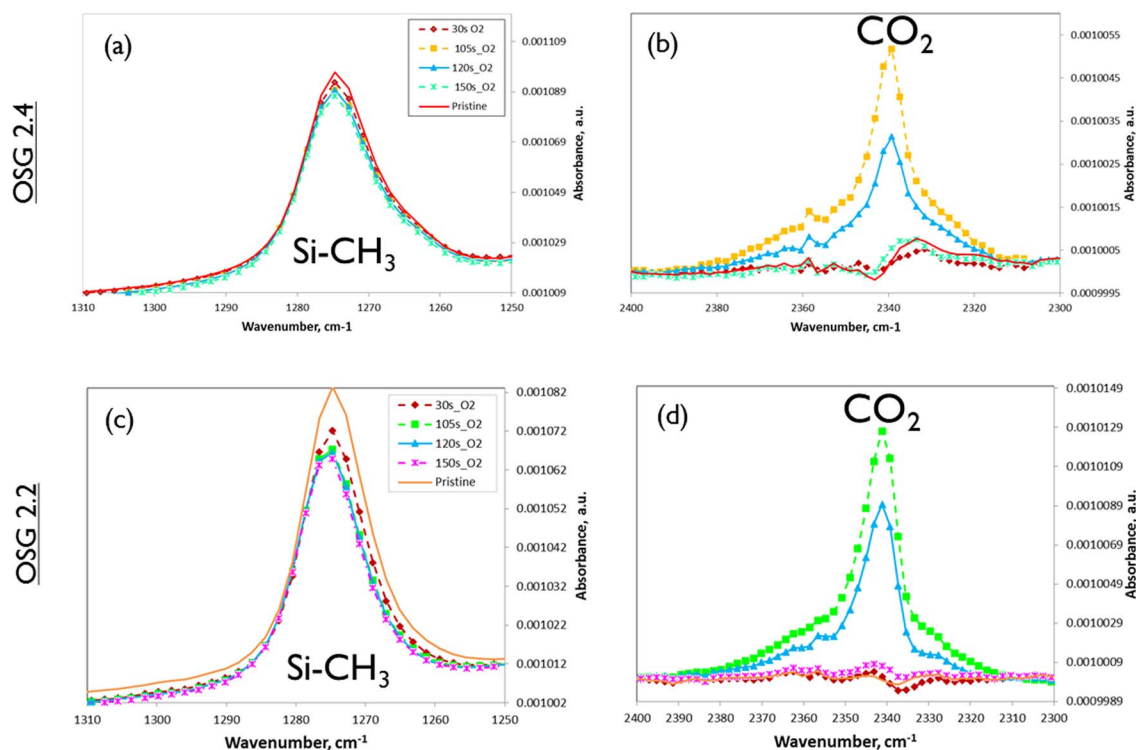 OSG 2.4
(a)
30s O2
105s_O2
120s_O2
150s_O2
Pristine
Si-CH3
0.001109
0.001089
0.001069
0.001049
0.001029
0.001009
Absorbance, a.u.
1310 1300 1290 1280 1270 1260 1250
Wavenumber, cm-1
(b)
CO2
0.0010055
0.0010045
0.0010035
0.0010025
0.0010015
0.0010005
0.0009995
Absorbance, a.u.
2400 2380 2360 2340 2320 2300
Wavenumber, cm-1
OSG 2.2
(c)
30s_O2
105s_O2
120s_O2
150s_O2
Pristine
Si-CH3
0.001082
0.001072
0.001062
0.001052
0.001042
0.001032
0.001022
0.001012
0.001002
Absorbance, a.u.
1310 1300 1290 1280 1270 1260 1250
Wavenumber, cm-1
(d)
CO2
0.0010149
0.0010129
0.0010109
0.0010089
0.0010069
0.0010049
0.0010029
0.0010009
0.0009989
Absorbance, a.u.
2400 2390 2380 2370 2360 2350 2340 2330 2320 2310 2300
Wavenumber, cm-1